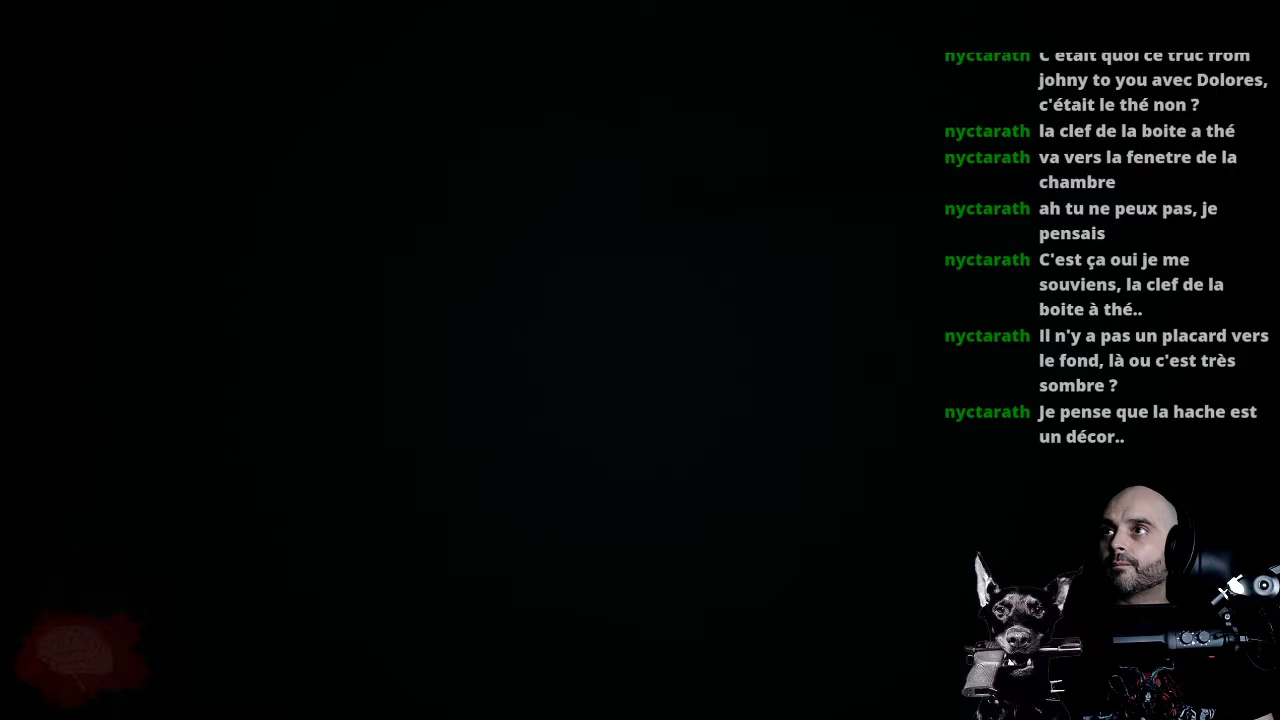 nyctarath C'était quoi ce truc from
johny to you avec Dolores,
c'était le thé non ?
nyctarath la clef de la boite a thé
nyctarath va vers la fenetre de la
chambre
nyctarath ah tu ne peux pas, je
pensais
nyctarath C'est ça oui je me
souviens, la clef de la
boite à thé..
nyctarath Il n'y a pas un placard vers
le fond, là ou c'est très
sombre ?
nyctarath Je pense que la hache est
un décor..